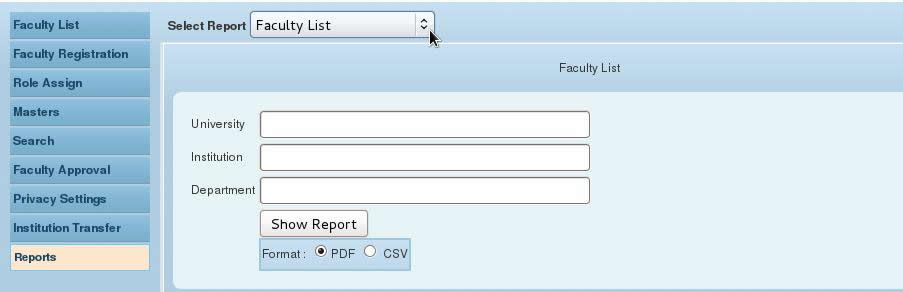 Faculty List
Faculty Registration
Role Assign
Masters
Search
Faculty Approval
Privacy Settings
Institution Transfer
Reports
Select Report Faculty List
Faculty List
University
Institution
Department
Show Report
Format : PDF CSV